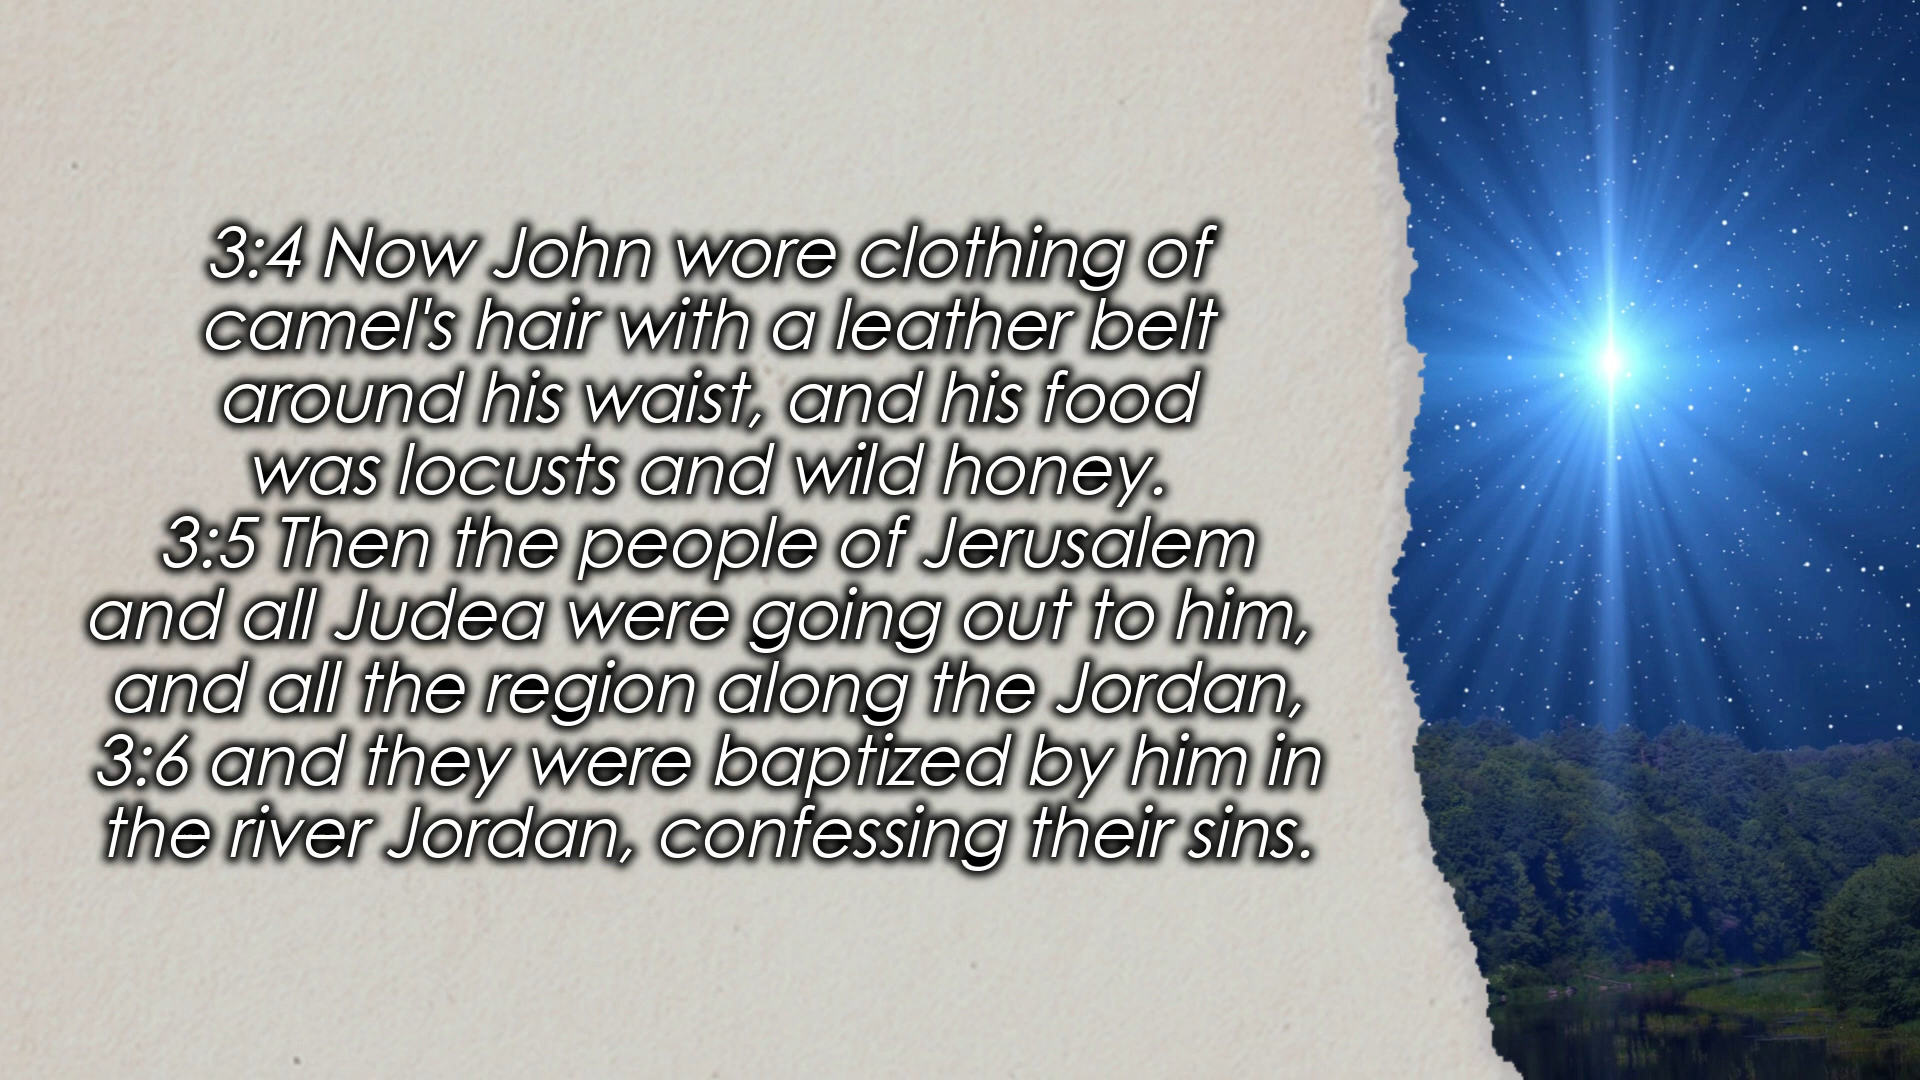 3:4 Now John wore clothing of
camel's hair with a leather belt
around his waist, and his food
was locusts and wild honey.
3:5 Then the people of Jerusalem
and all Judea were going out to him,
and all the region along the Jordan,
3:6 and they were baptized by him in
the river Jordan, confessing their sins.